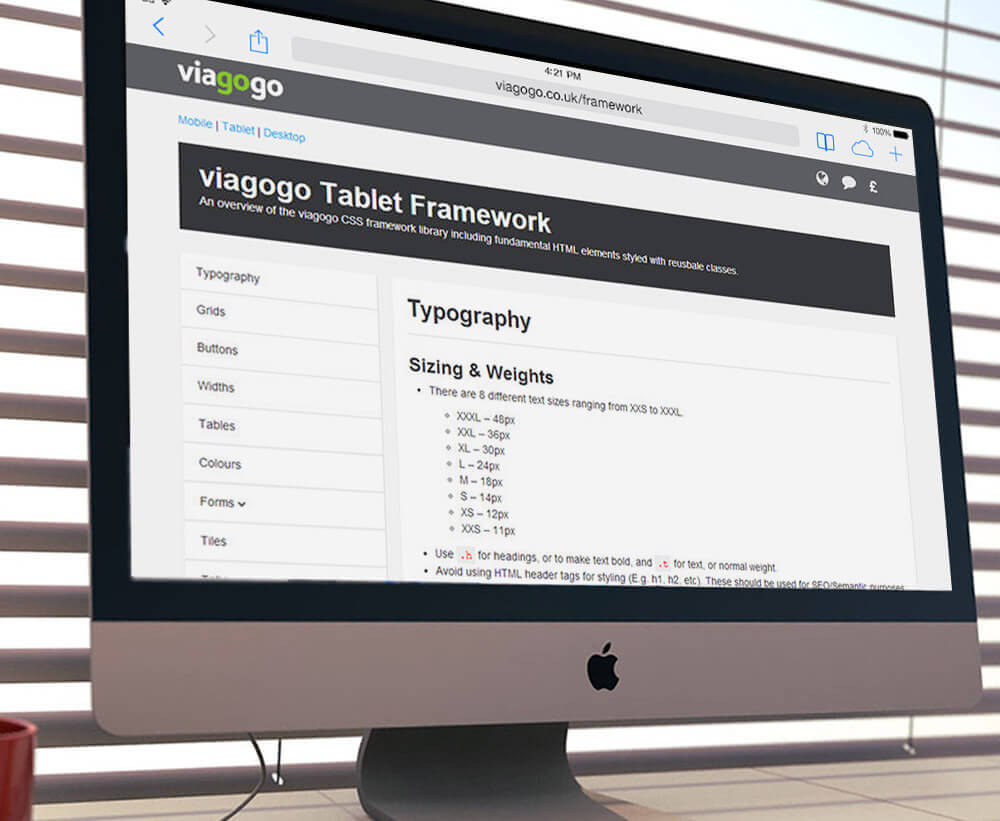 4:21 PM
viagogo.co.uk/framework
100%
viagogo
£
Mobile | Tablet | Desktop
viagogo Tablet Framework
An overview of the viagogo CSS framework library including fundamental HTML elements styled with reusbale classes.
Typography
Grids
Buttons
Widths
Tables
Colours
Forms
Tiles
Typography
Sizing & Weights
• There are 8 different text sizes ranging from XXS to XXXL
XXXL – 48px
XXL – 36px
XL – 30px
L – 24px
M – 18px
S – 14px
XS – 12px
XXS – 11px
• Use .h for headings, or to make text bold, and .t for text, or normal weight.
• Avoid using HTML header tags for styling (E.g. h1, h2, etc). These should be used for SEO/Semantic purposes